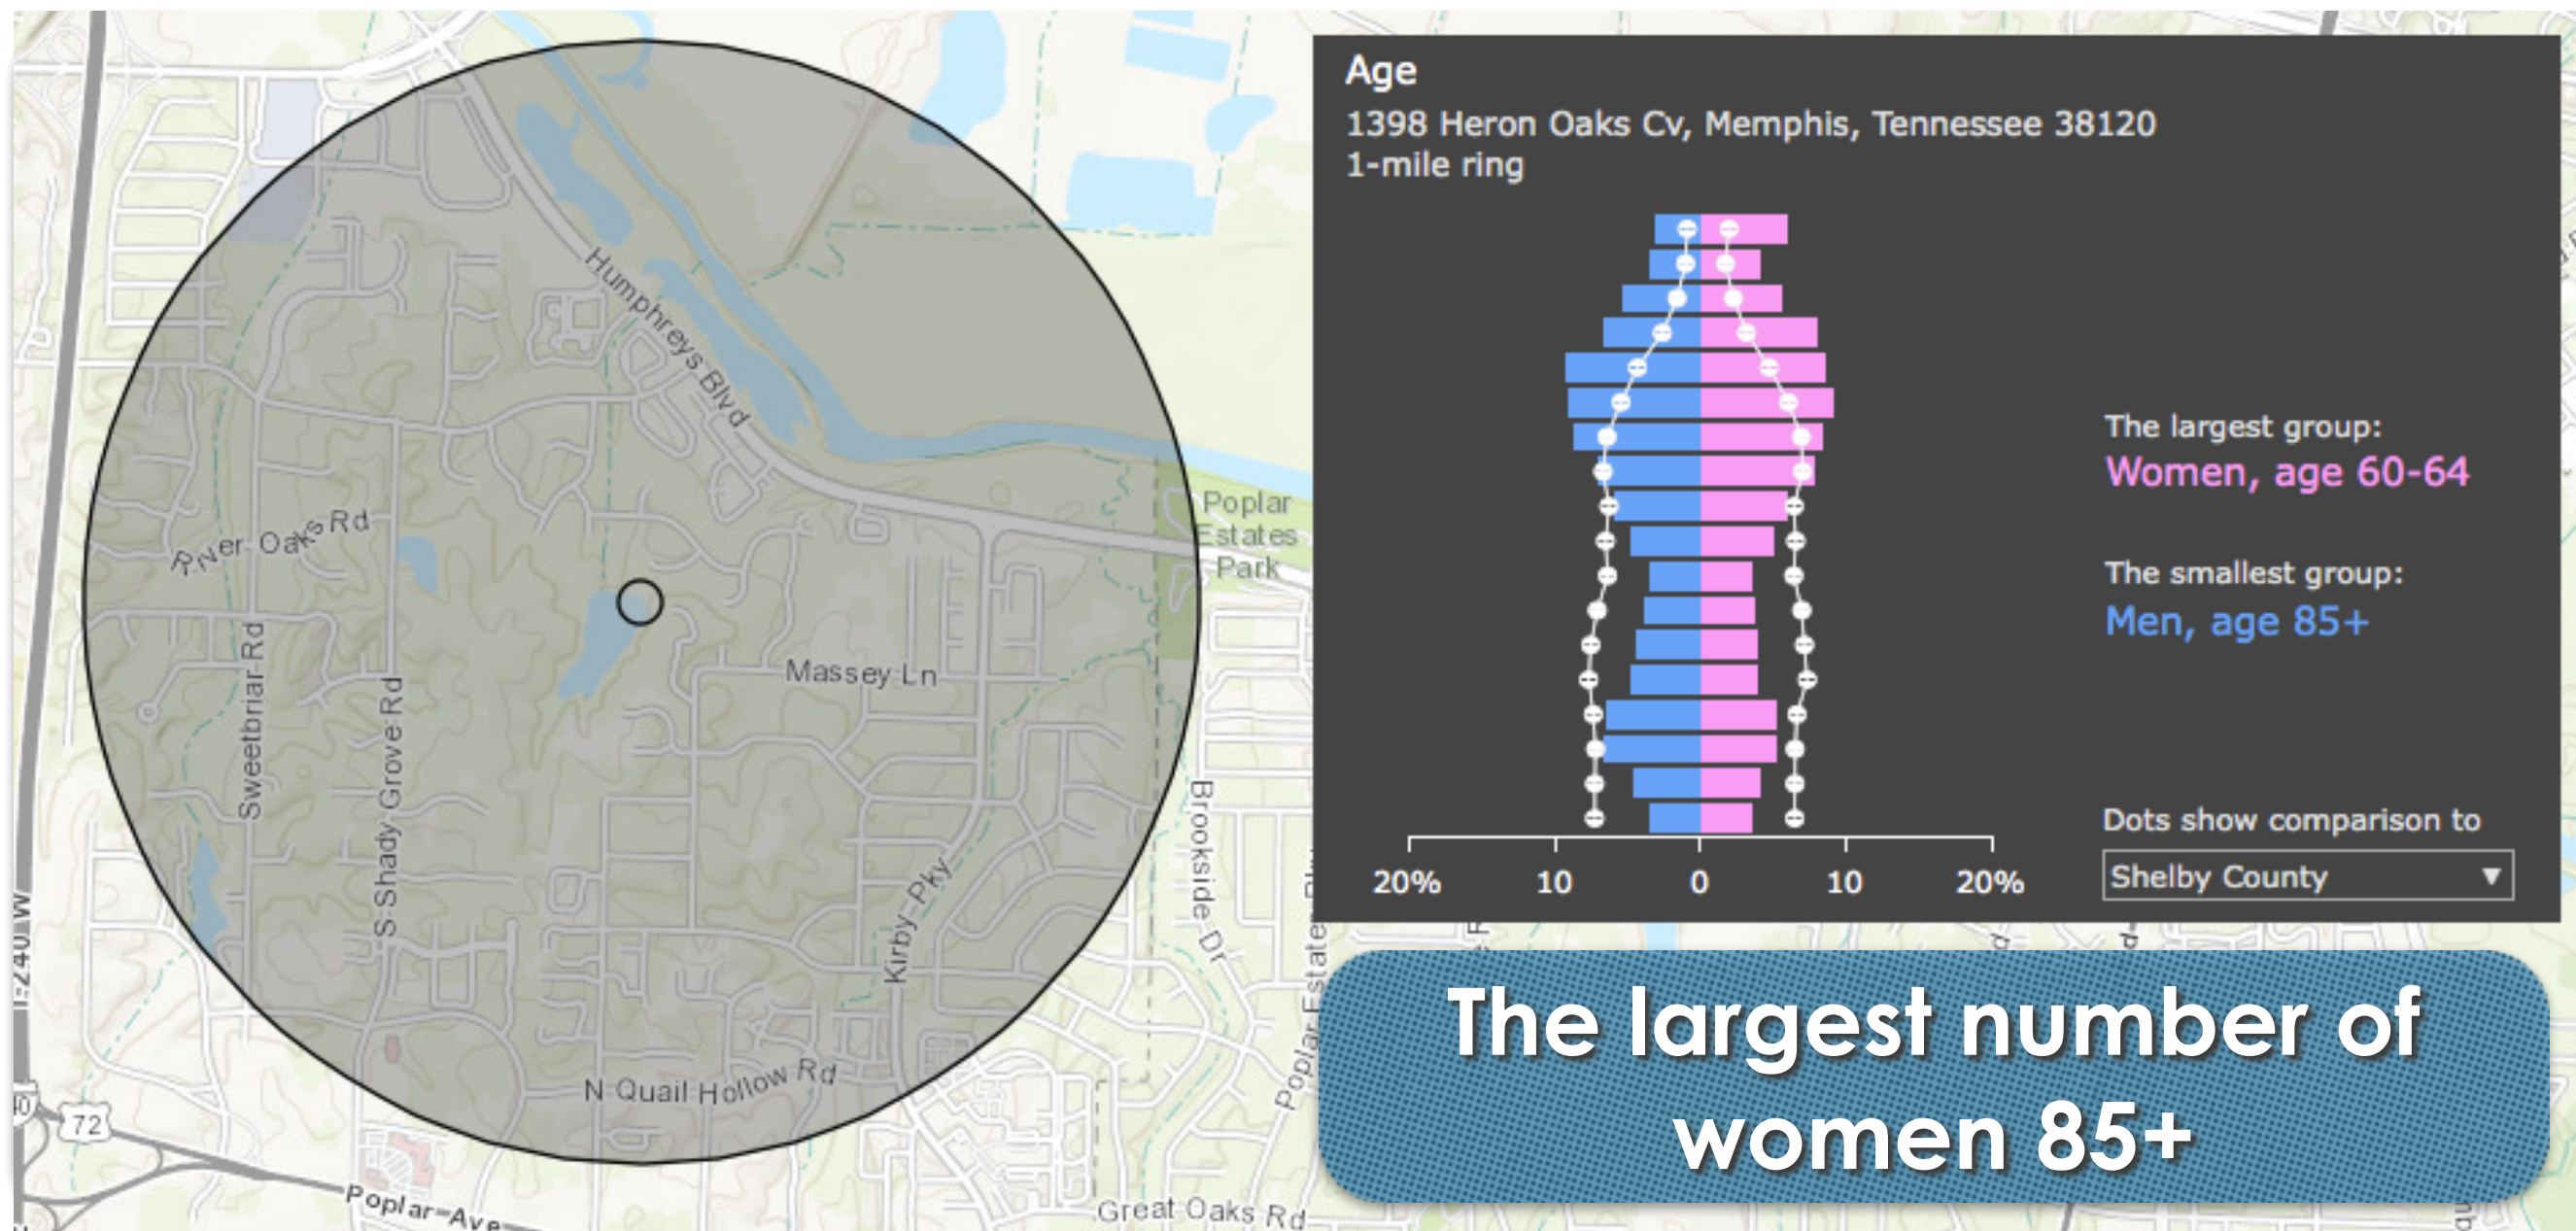 Humphreys Blvd
River Oaks Rd
Poplar
Estates
Park
Massey Ln
Sweetbriar Rd
S Shady Grove Rd
Brookside Dr
Kirby Pky
N Quail Hollow Rd
I-240 W
72
Poplar Ave
Great Oaks Rd
Age
1398 Heron Oaks Cv, Memphis, Tennessee 38120
1-mile ring
The largest group:
Women, age 60-64
The smallest group:
Men, age 85+
Dots show comparison to
Shelby County
20% 10 0 10 20%
The largest number of
women 85+